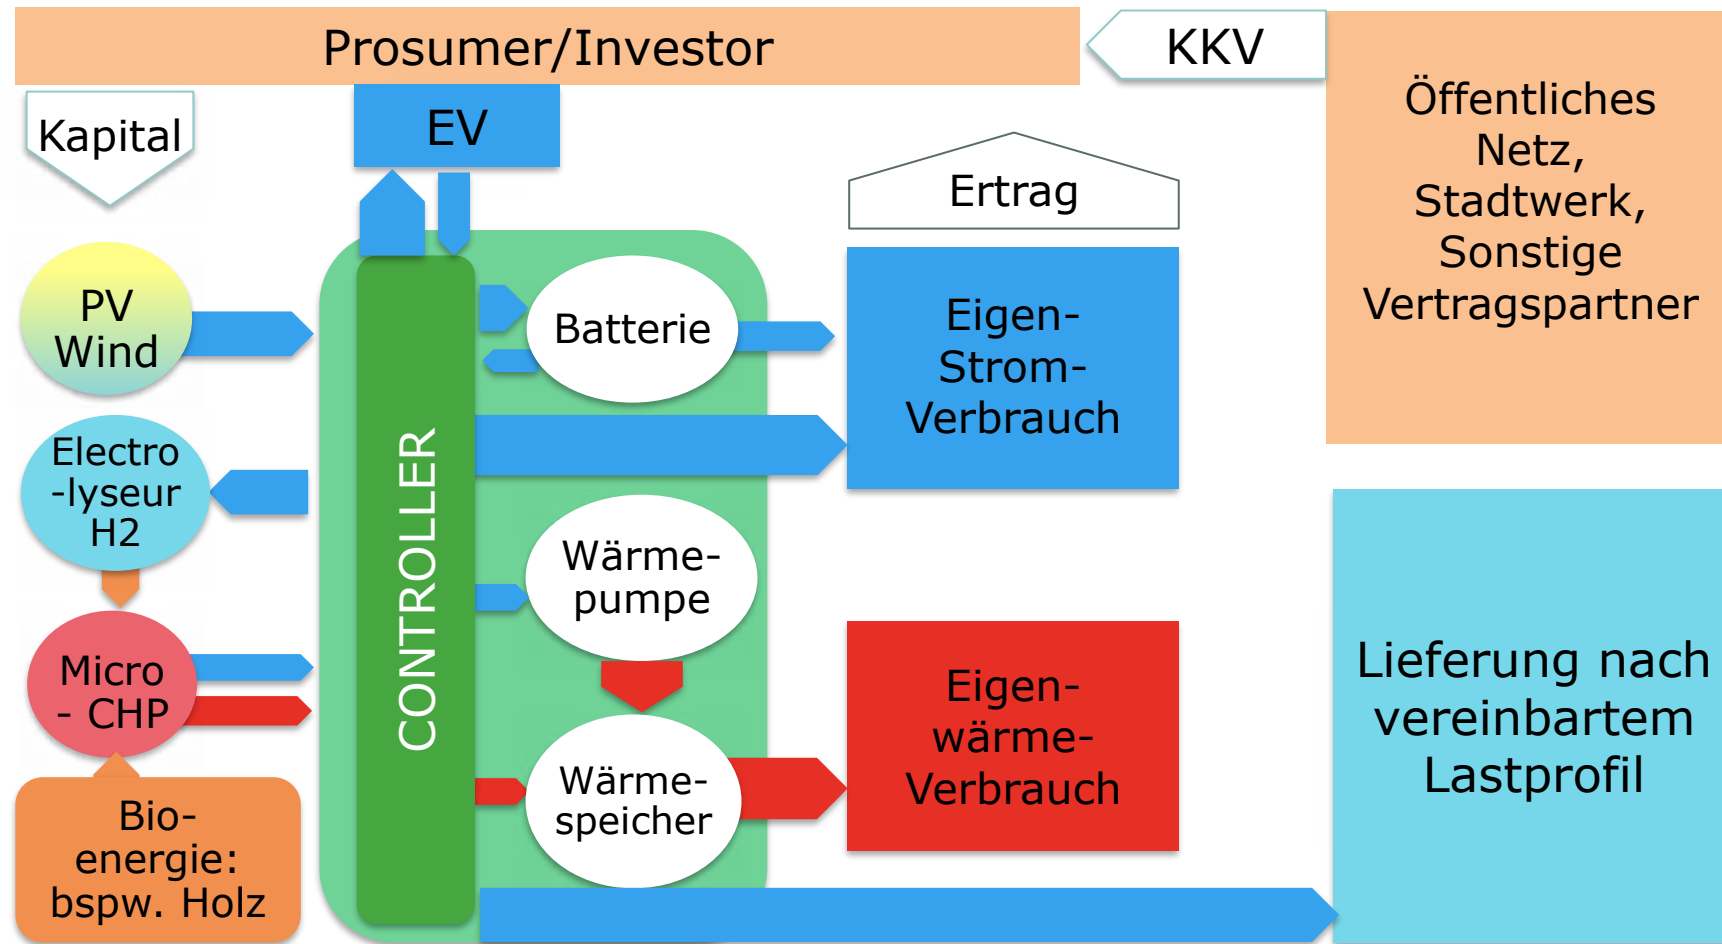 Prosumer/Investor
KKV
Öffentliches
Netz,
Stadtwerk,
Sonstige
Vertragspartner
Kapital
EV
Ertrag
PV
Wind
Batterie
Eigen-
Strom-
Verbrauch
Electro
-lyseur
H2
CONTROLLER
Wärme-
pumpe
Micro
- CHP
Eigen-
wärme-
Verbrauch
Lieferung nach
vereinbartem
Lastprofil
Wärme-
speicher
Bio-
energie:
bspw. Holz